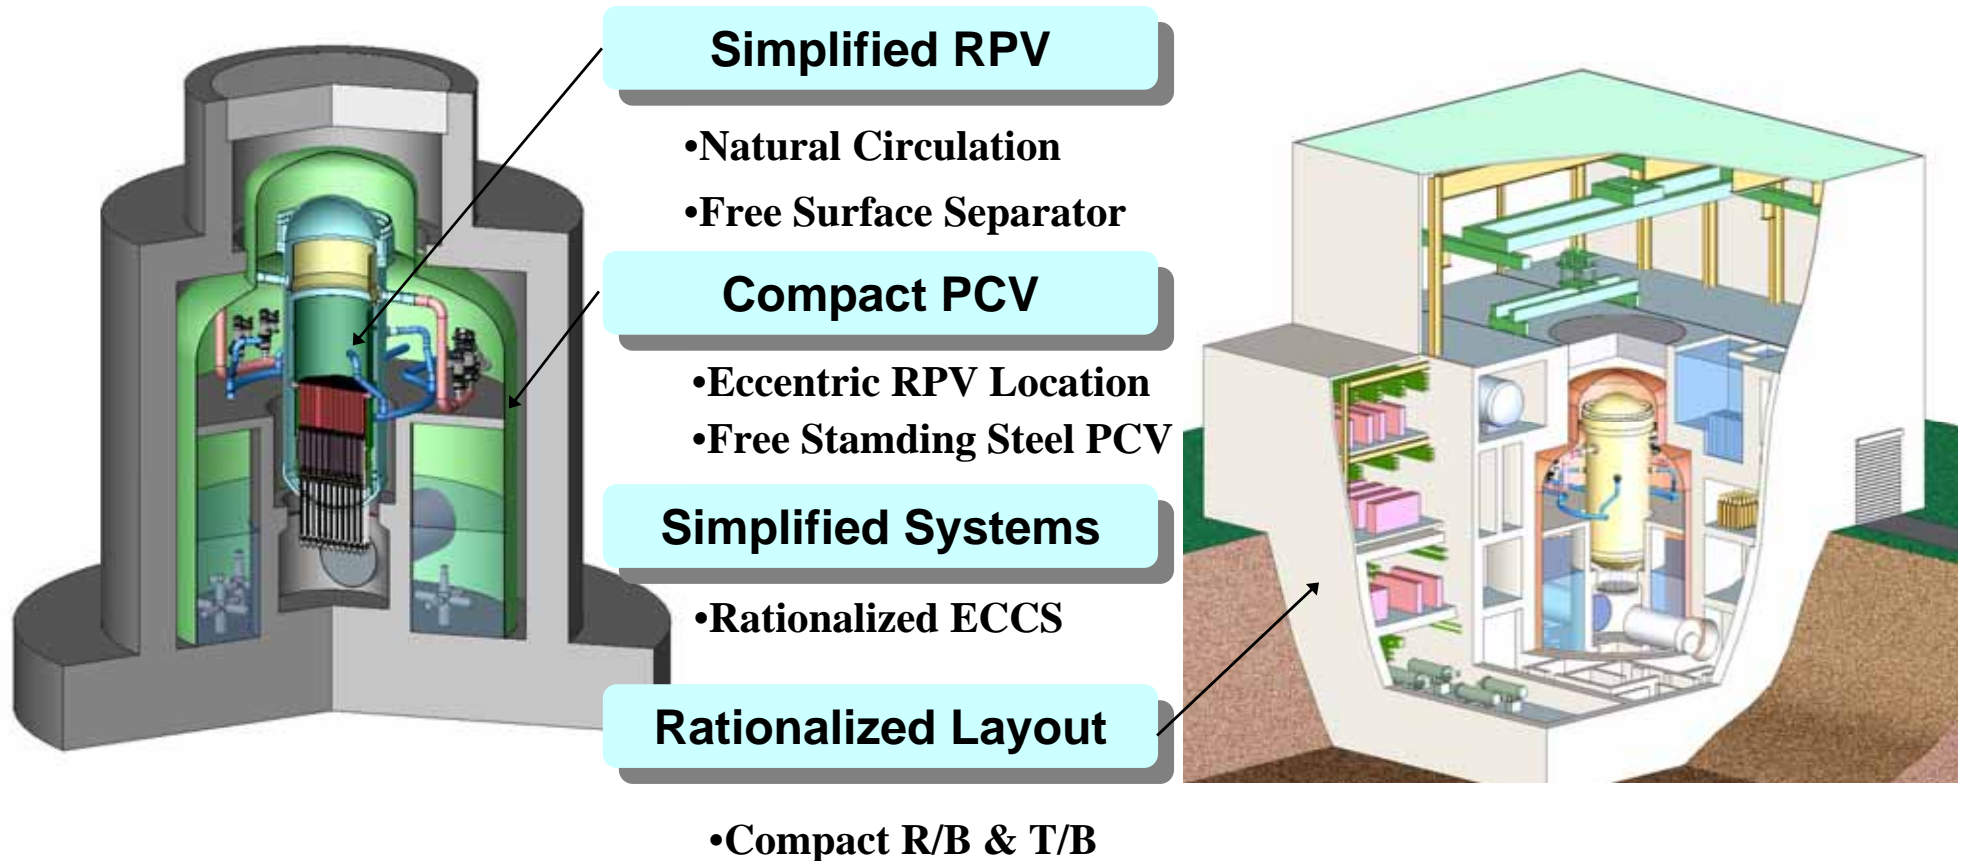 Simplified RPV
•Natural Circulation
•Free Surface Separator
Compact PCV
•Eccentric RPV Location
•Free Stamding Steel PCV
Simplified Systems
•Rationalized ECCS
Rationalized Layout
•Compact R/B & T/B